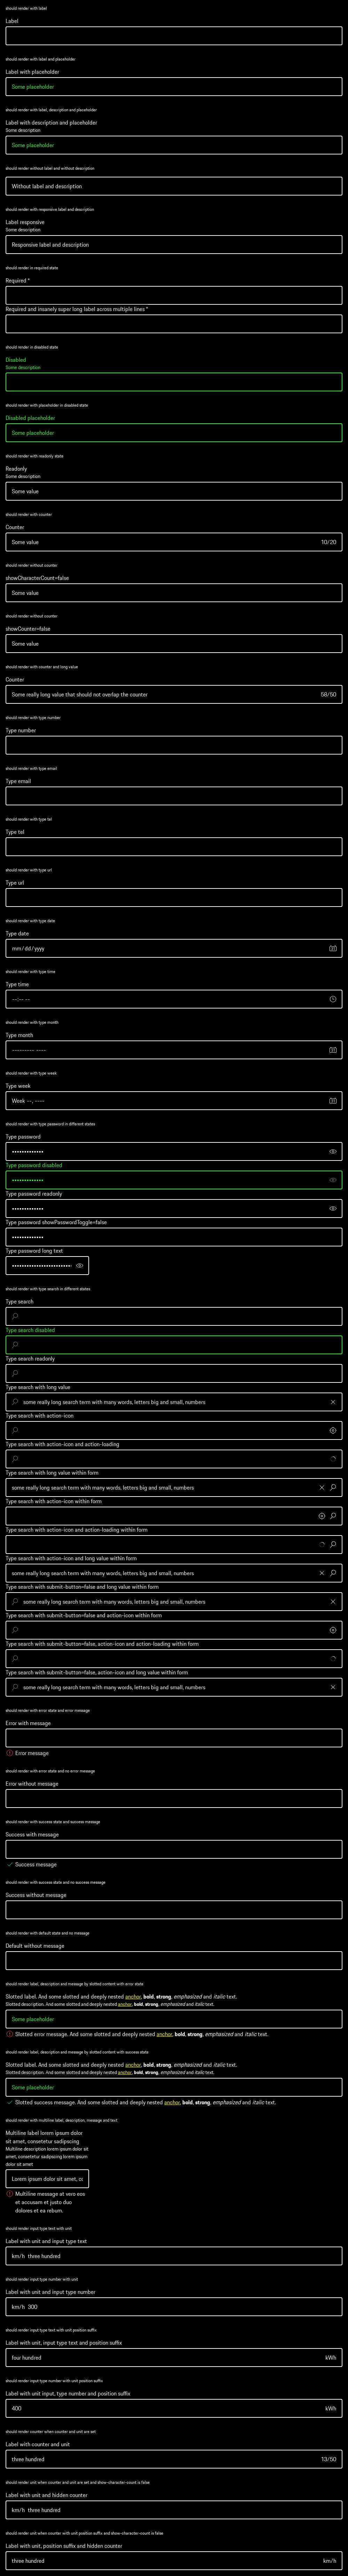 should render with label
Label
should render with label and placeholder
Label with placeholder
Some placeholder
should render with label, description and placeholder
Label with description and placeholder
Some description
Some placeholder
should render without label and without description
Without label and description
should render with responsive label and description
Label responsive
Some description
Responsive label and description
should render in required state
Required *
Required and insanely super long label across multiple lines *
should render in disabled state
Disabled
Some description
should render with placeholder in disabled state
Disabled placeholder
Some placeholder
should render with readonly state
Readonly
Some description
Some value
should render with counter
Counter
Some value 10/20
should render without counter
showCharacterCount=false
Some value
should render without counter
showCounter=false
Some value
should render with counter and long value
Counter
Some really long value that should not overlap the counter 58/50
should render with type number
Type number
should render with type email
Type email
should render with type tel
Type tel
should render with type url
Type url
should render with type date
Type date
mm/dd/yyyy
should render with type time
Type time
--:-- --
should render with type month
Type month
--------- ----
should render with type week
Type week
Week --, ----
should render with type password in different states
Type password
Type password disabled
Type password readonly
Type password showPasswordToggle=false
Type password long text
should render with type search in different states
Type search
Type search disabled
Type search readonly
Type search with long value
some really long search term with many words, letters big and small, numbers
Type search with action-icon
Type search with action-icon and action-loading
Type search with long value within form
some really long search term with many words, letters big and small, numbers
Type search with action-icon within form
Type search with action-icon and action-loading within form
Type search with action-icon and long value within form
some really long search term with many words, letters big and small, numbers
Type search with submit-button=false and long value within form
some really long search term with many words, letters big and small, numbers
Type search with submit-button=false and action-icon within form
Type search with submit-button=false, action-icon and action-loading within form
Type search with submit-button=false, action-icon and long value within form
some really long search term with many words, letters big and small, numbers
should render with error state and error message
Error with message
Error message
should render with error state and no error message
Error without message
should render with success state and success message
Success with message
Success message
should render with success state and no success message
Success without message
should render with default state and no message
Default without message
should render label, description and message by slotted content with error state
Slotted label. And some slotted and deeply nested anchor, bold, strong, emphasized and italic text.
Slotted description. And some slotted and deeply nested anchor, bold, strong, emphasized and italic text.
Some placeholder
Slotted error message. And some slotted and deeply nested anchor, bold, strong, emphasized and italic text.
should render label, description and message by slotted content with success state
Slotted label. And some slotted and deeply nested anchor, bold, strong, emphasized and italic text.
Slotted description. And some slotted and deeply nested anchor, bold, strong, emphasized and italic text.
Some placeholder
Slotted success message. And some slotted and deeply nested anchor, bold, strong, emphasized and italic text.
should render with multiline label, description, message and text
Multiline label lorem ipsum dolor
sit amet, consetetur sadipscing
Multiline description lorem ipsum dolor sit
amet, consetetur sadipscing lorem ipsum
dolor sit amet
Lorem ipsum dolor sit amet, co
Multiline message at vero eos
et accusam et justo duo
dolores et ea rebum.
should render input type text with unit
Label with unit and input type text
km/h three hundred
should render input type number with unit
Label with unit and input type number
km/h 300
should render input type text with unit position suffix
Label with unit, input type text and position suffix
four hundred kWh
should render input type number with unit position suffix
Label with unit input, type number and position suffix
400 kWh
should render counter when counter and unit are set
Label with counter and unit
three hundred 13/50
should render unit when counter and unit are set and show-character-count is false
Label with unit and hidden counter
km/h three hundred
should render unit when counter with unit position suffix and show-character-count is false
Label with unit, position suffix and hidden counter
three hundred km/h